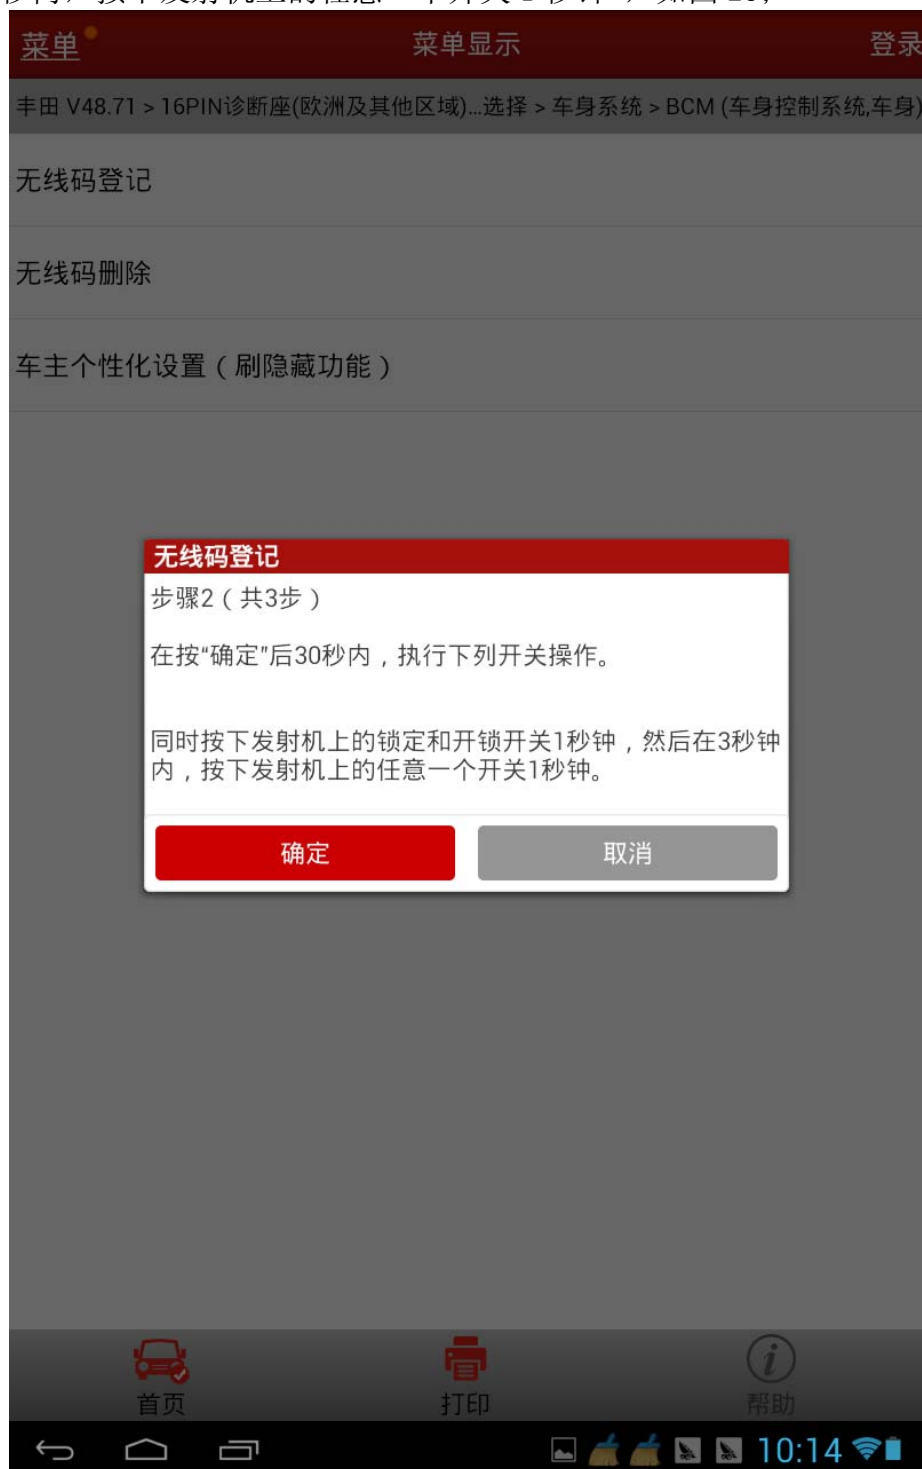 菜单
菜单显示
登录
丰田 V48.71 > 16PIN诊断座(欧洲及其他区域)...选择 > 车身系统 > BCM (车身控制系统,车身)
无线码登记
无线码删除
车主个性化设置（刷隐藏功能）
无线码登记
步骤2（共3步）
在按“确定”后30秒内，执行下列开关操作。
同时按下发射机上的锁定和开锁开关1秒钟，然后在3秒钟
内，按下发射机上的任意一个开关1秒钟。
确定
取消
首页
打印
帮助
10:14